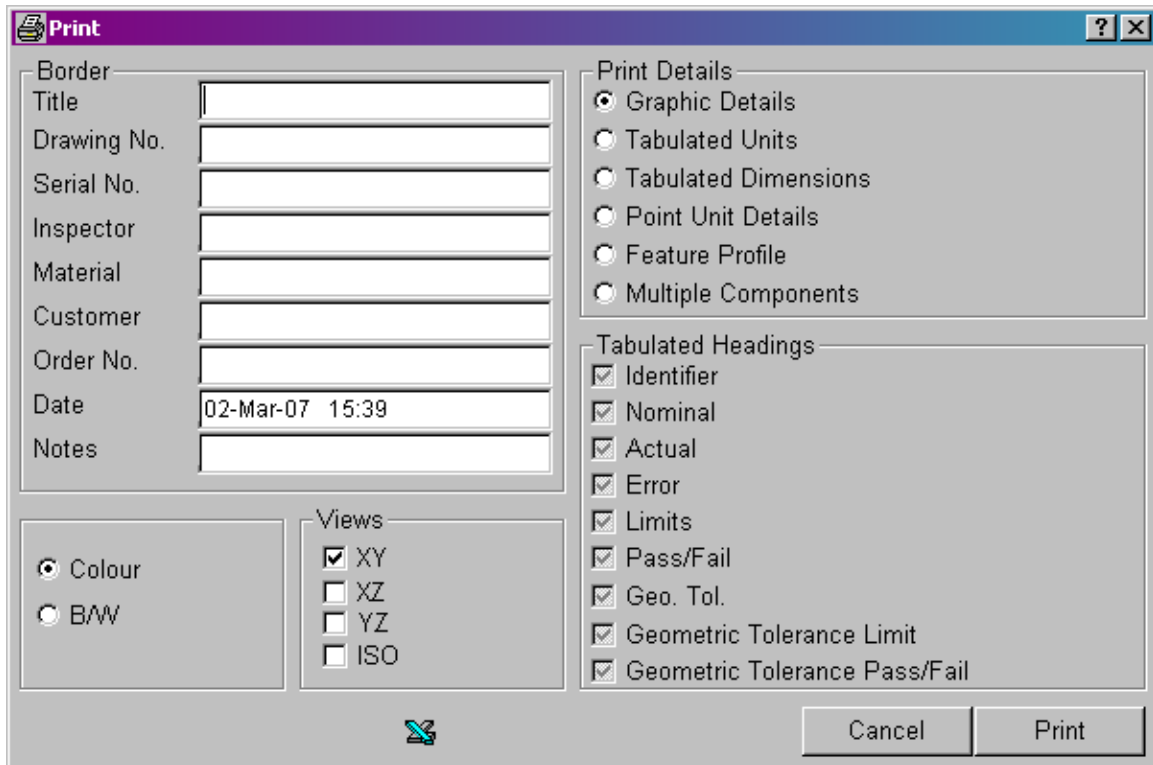 Print
Border
Title
Drawing No.
Serial No.
Inspector
Material
Customer
Order No.
Date 02-Mar-07 15:39
Notes
Colour
B/W
Views
XY
XZ
YZ
ISO
Print Details
Graphic Details
Tabulated Units
Tabulated Dimensions
Point Unit Details
Feature Profile
Multiple Components
Tabulated Headings
Identifier
Nominal
Actual
Error
Limits
Pass/Fail
Geo. Tol.
Geometric Tolerance Limit
Geometric Tolerance Pass/Fail
Cancel
Print